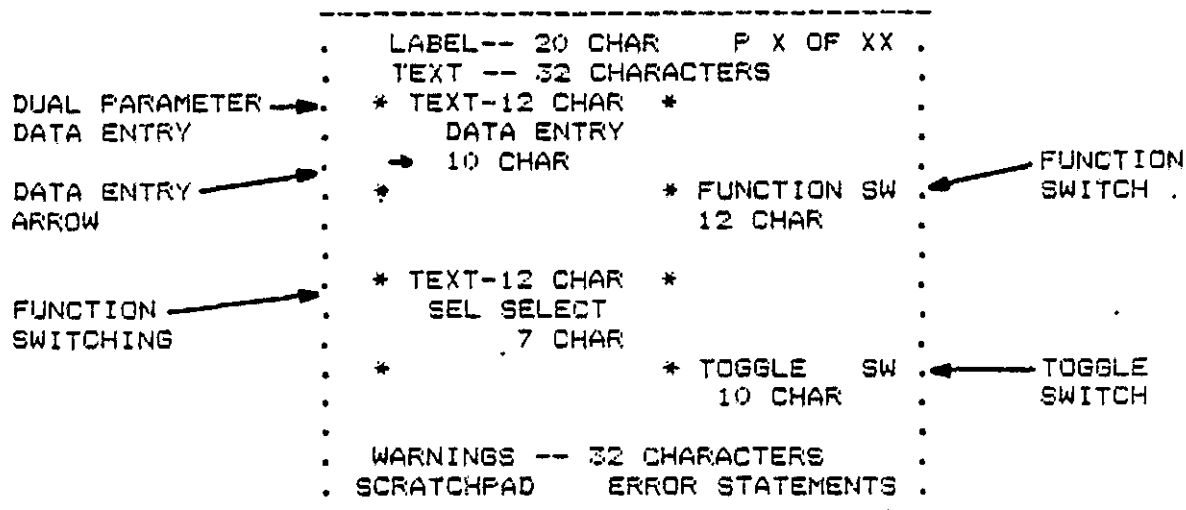 --------------------------------------------
. LABEL-- 20 CHAR P X OF XX .
. TEXT -- 32 CHARACTERS .
DUAL PARAMETER . * TEXT-12 CHAR * .
DATA ENTRY . DATA ENTRY .
. → 10 CHAR . FUNCTION
DATA ENTRY . * * FUNCTION SW . SWITCH .
ARROW . 12 CHAR .
. * TEXT-12 CHAR * .
FUNCTION . SEL SELECT .
SWITCHING . 7 CHAR .
. * * TOGGLE SW . TOGGLE
. 10 CHAR . SWITCH
. WARNINGS -- 32 CHARACTERS .
. SCRATCHPAD ERROR STATEMENTS .